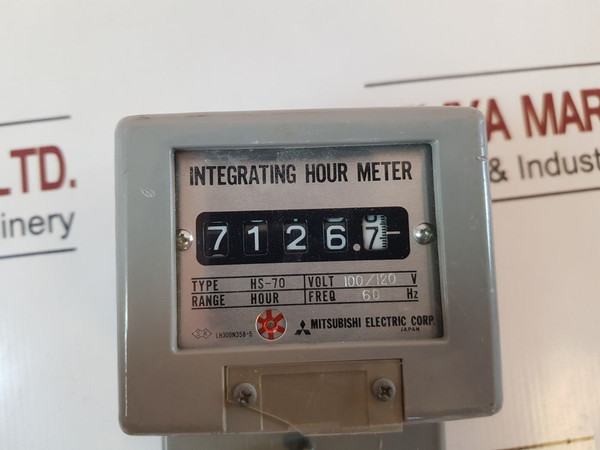 LTD.
inery
YA MAR
& Indust
INTEGRATING HOUR METER
7126.7
TYPE HS-70 VOLT 100/120 V
RANGE HOUR FREQ 60 Hz
LH300N358-5 MITSUBISHI ELECTRIC CORP.
JAPAN